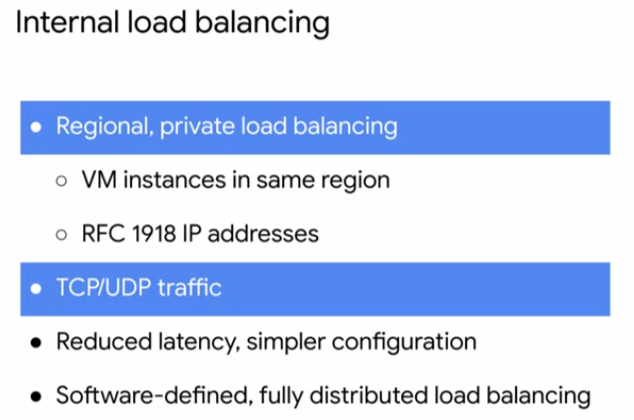 Internal load balancing
● Regional, private load balancing
○ VM instances in same region
○ RFC 1918 IP addresses
● TCP/UDP traffic
● Reduced latency, simpler configuration
● Software-defined, fully distributed load balancing